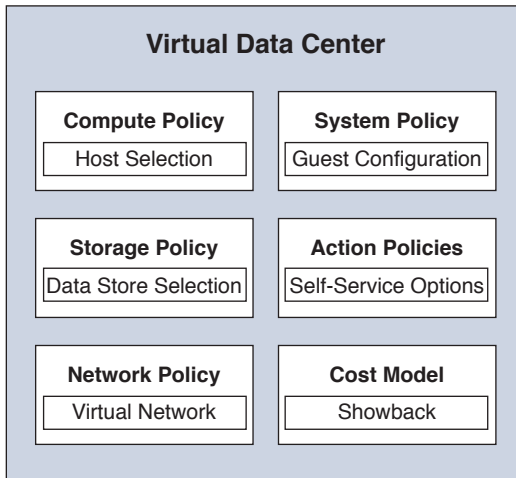 Virtual Data Center
Compute Policy
Host Selection
System Policy
Guest Configuration
Storage Policy
Data Store Selection
Action Policies
Self-Service Options
Network Policy
Virtual Network
Cost Model
Showback